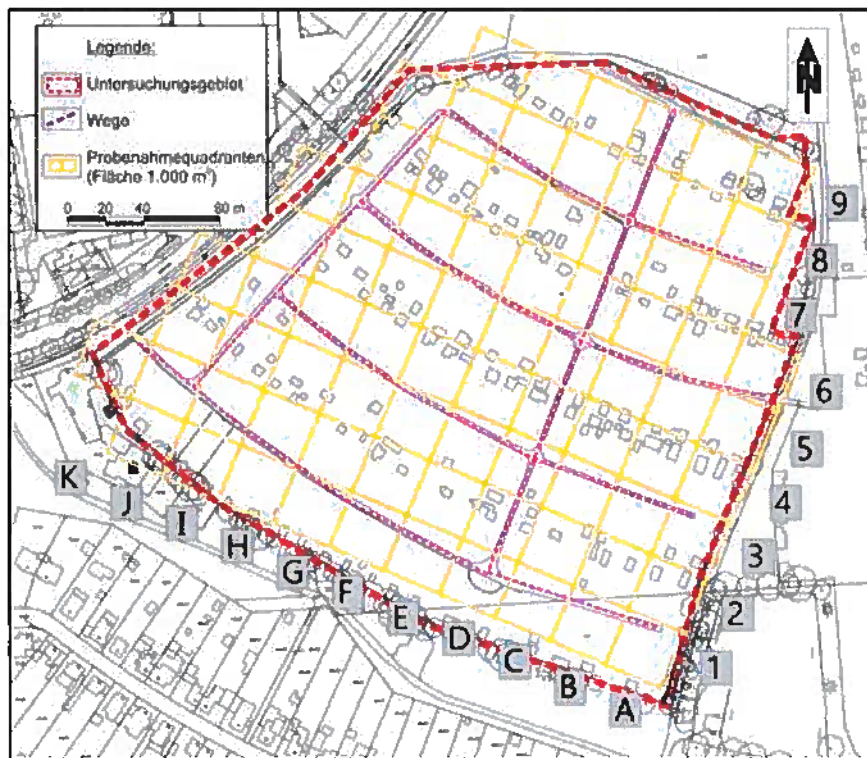 Legende:
Untersuchungsgebiet
Wege
Probenahmequadranten
(Fläche 1.000 m²)
0 20 40 80 m
N
9
8
7
6
5
4
3
2
1
K
J
I
H
G
F
E
D
C
B
A